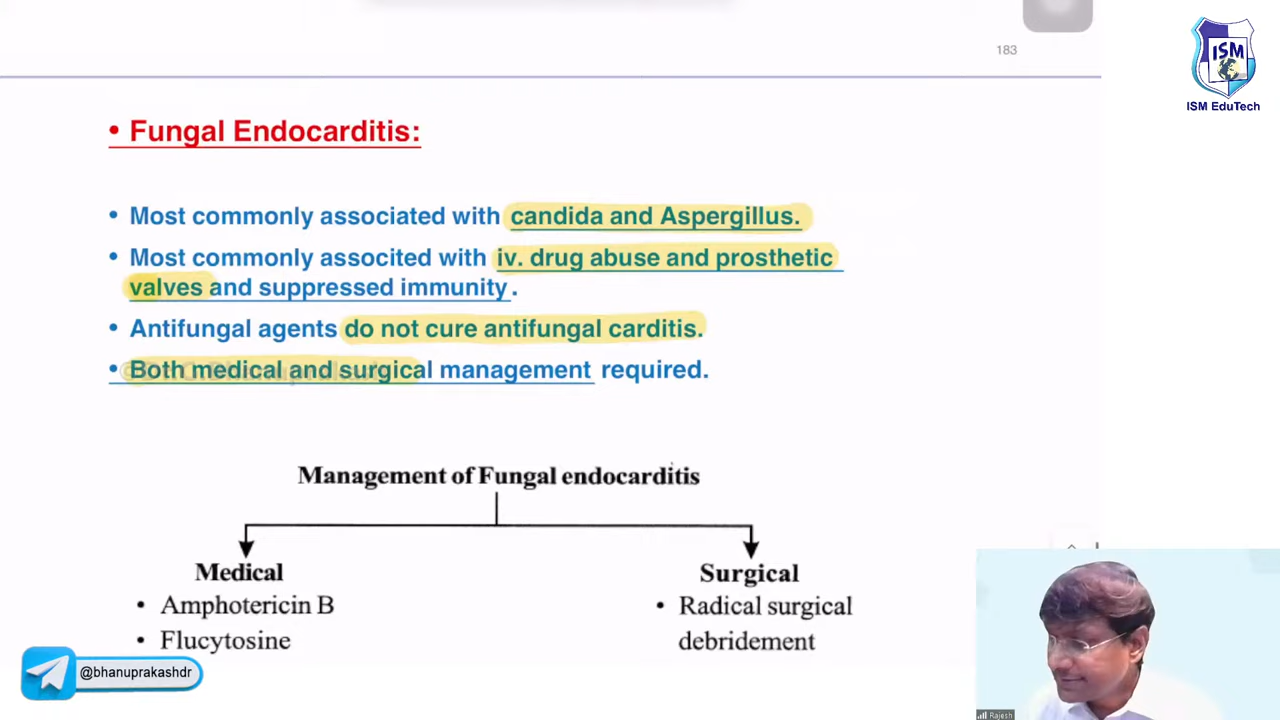 183
ISM
ISM EduTech
• Fungal Endocarditis:
• Most commonly associated with candida and Aspergillus.
• Most commonly associted with iv. drug abuse and prosthetic
valves and suppressed immunity.
• Antifungal agents do not cure antifungal carditis.
• Both medical and surgical management required.
Management of Fungal endocarditis
Medical
• Amphotericin B
• Flucytosine
Surgical
• Radical surgical
debridement
@bhanuprakashdr
Rajesh